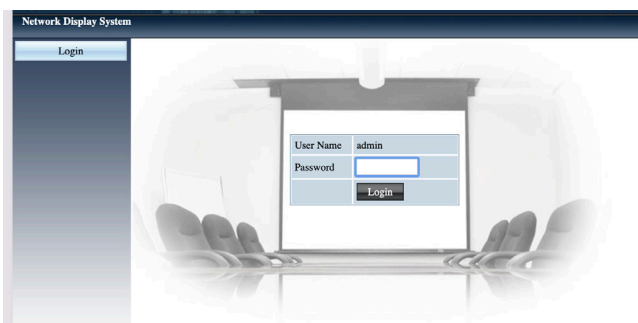 Network Display System
Login
User Name admin
Password
Login